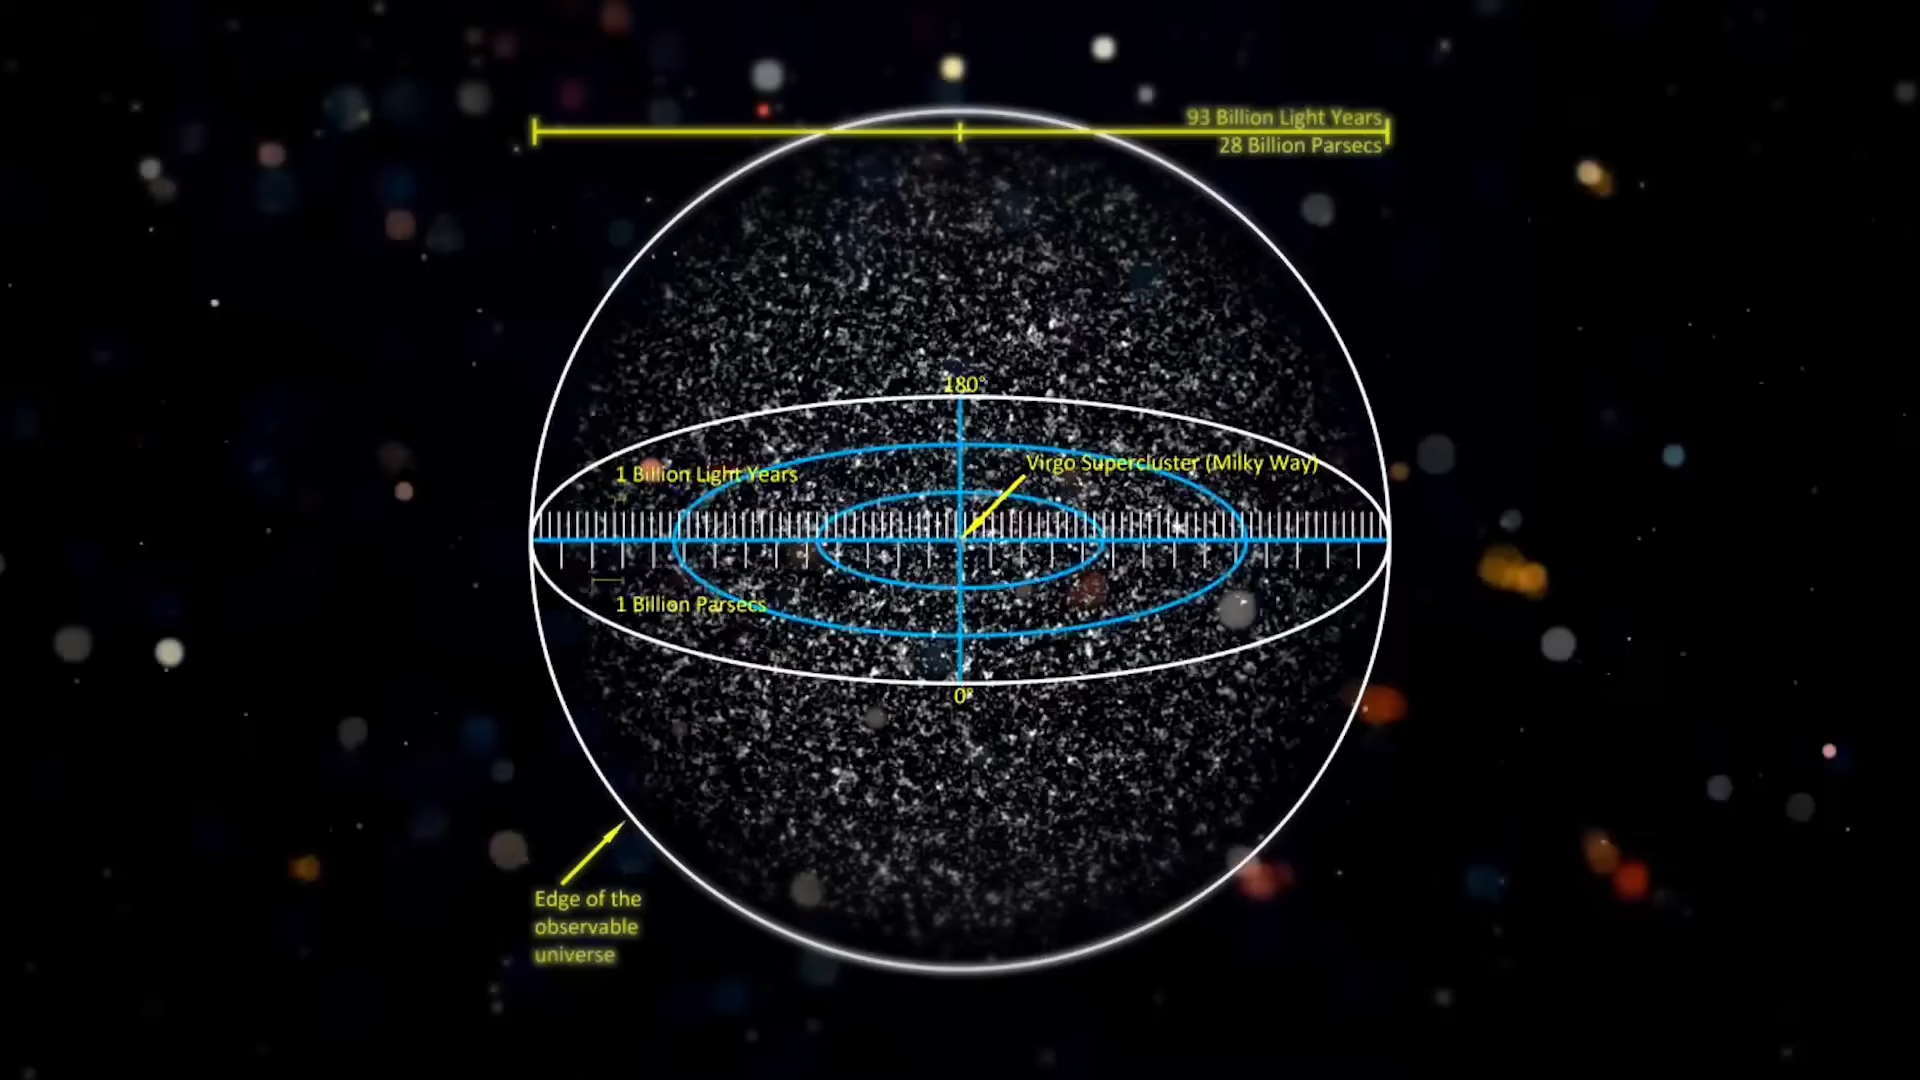 93 Billion Light Years
28 Billion Parsecs
180°
Virgo Supercluster (Milky Way)
1 Billion Light Years
1 Billion Parsecs
0°
Edge of the
observable
universe